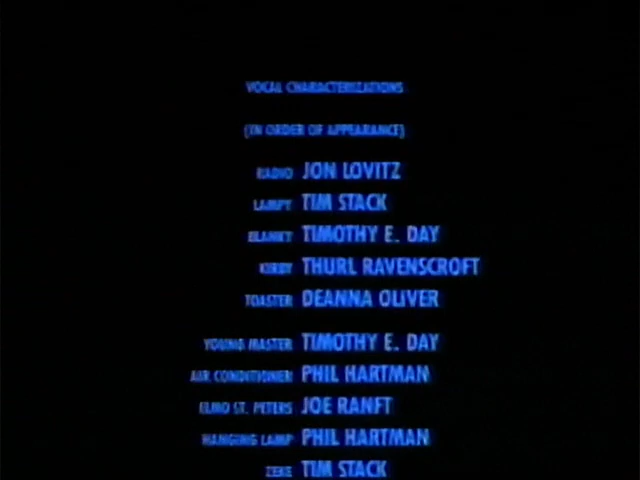 VOCAL CHARACTERIZATIONS
(IN ORDER OF APPEARANCE)
RADIO JON LOVITZ
LAMPY TIM STACK
BLANKY TIMOTHY E. DAY
KIRBY THURL RAVENSCROFT
TOASTER DEANNA OLIVER
YOUNG MASTER TIMOTHY E. DAY
AIR CONDITIONER PHIL HARTMAN
ELMO ST. PETERS JOE RANFT
HANGING LAMP PHIL HARTMAN
ZEKE TIM STACK